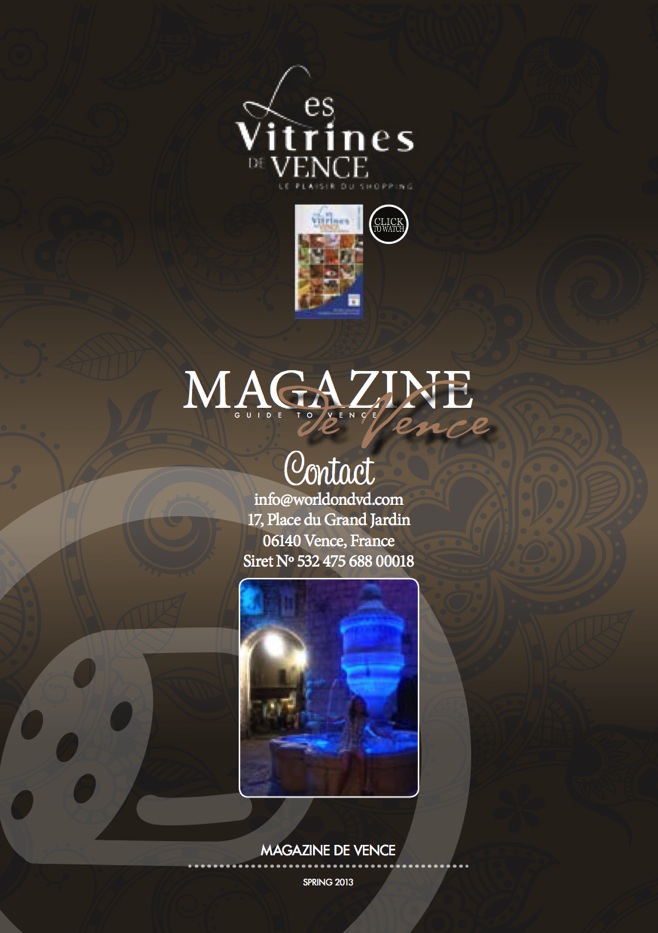 Les
Vitrines
DE VENCE
LE PLAISIR DU SHOPPING
Les
Vitrines
CLICK
TO WATCH
MAGAZINE
GUIDE TO VENCE
de Vence
Contact
info@worldondvd.com
17, Place du Grand Jardin
06140 Vence, France
Siret Nº 532 475 688 00018
MAGAZINE DE VENCE
SPRING 2013